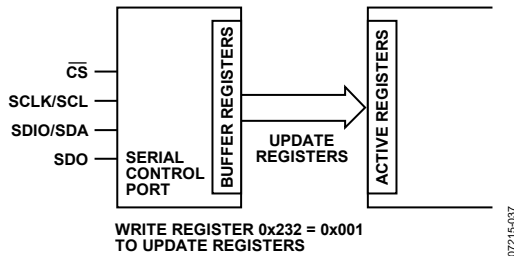 CS
SCLK/SCL
SDIO/SDA
SDO
SERIAL
CONTROL
PORT
BUFFER REGISTERS
UPDATE
REGISTERS
ACTIVE REGISTERS
WRITE REGISTER 0x232 = 0x001
TO UPDATE REGISTERS
07215-037